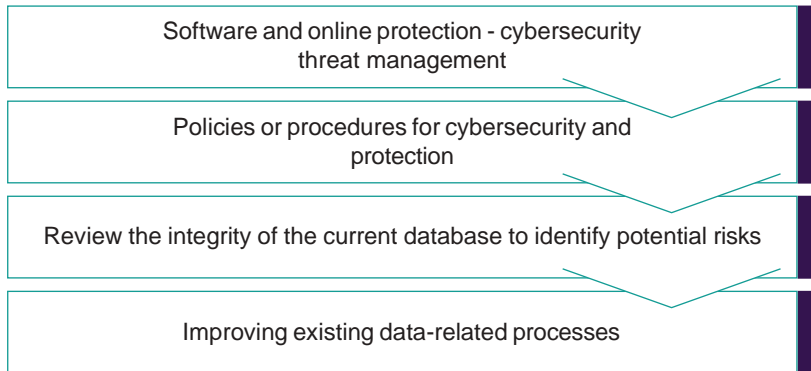 Software and online protection - cybersecurity
threat management
Policies or procedures for cybersecurity and
protection
Review the integrity of the current database to identify potential risks
Improving existing data-related processes